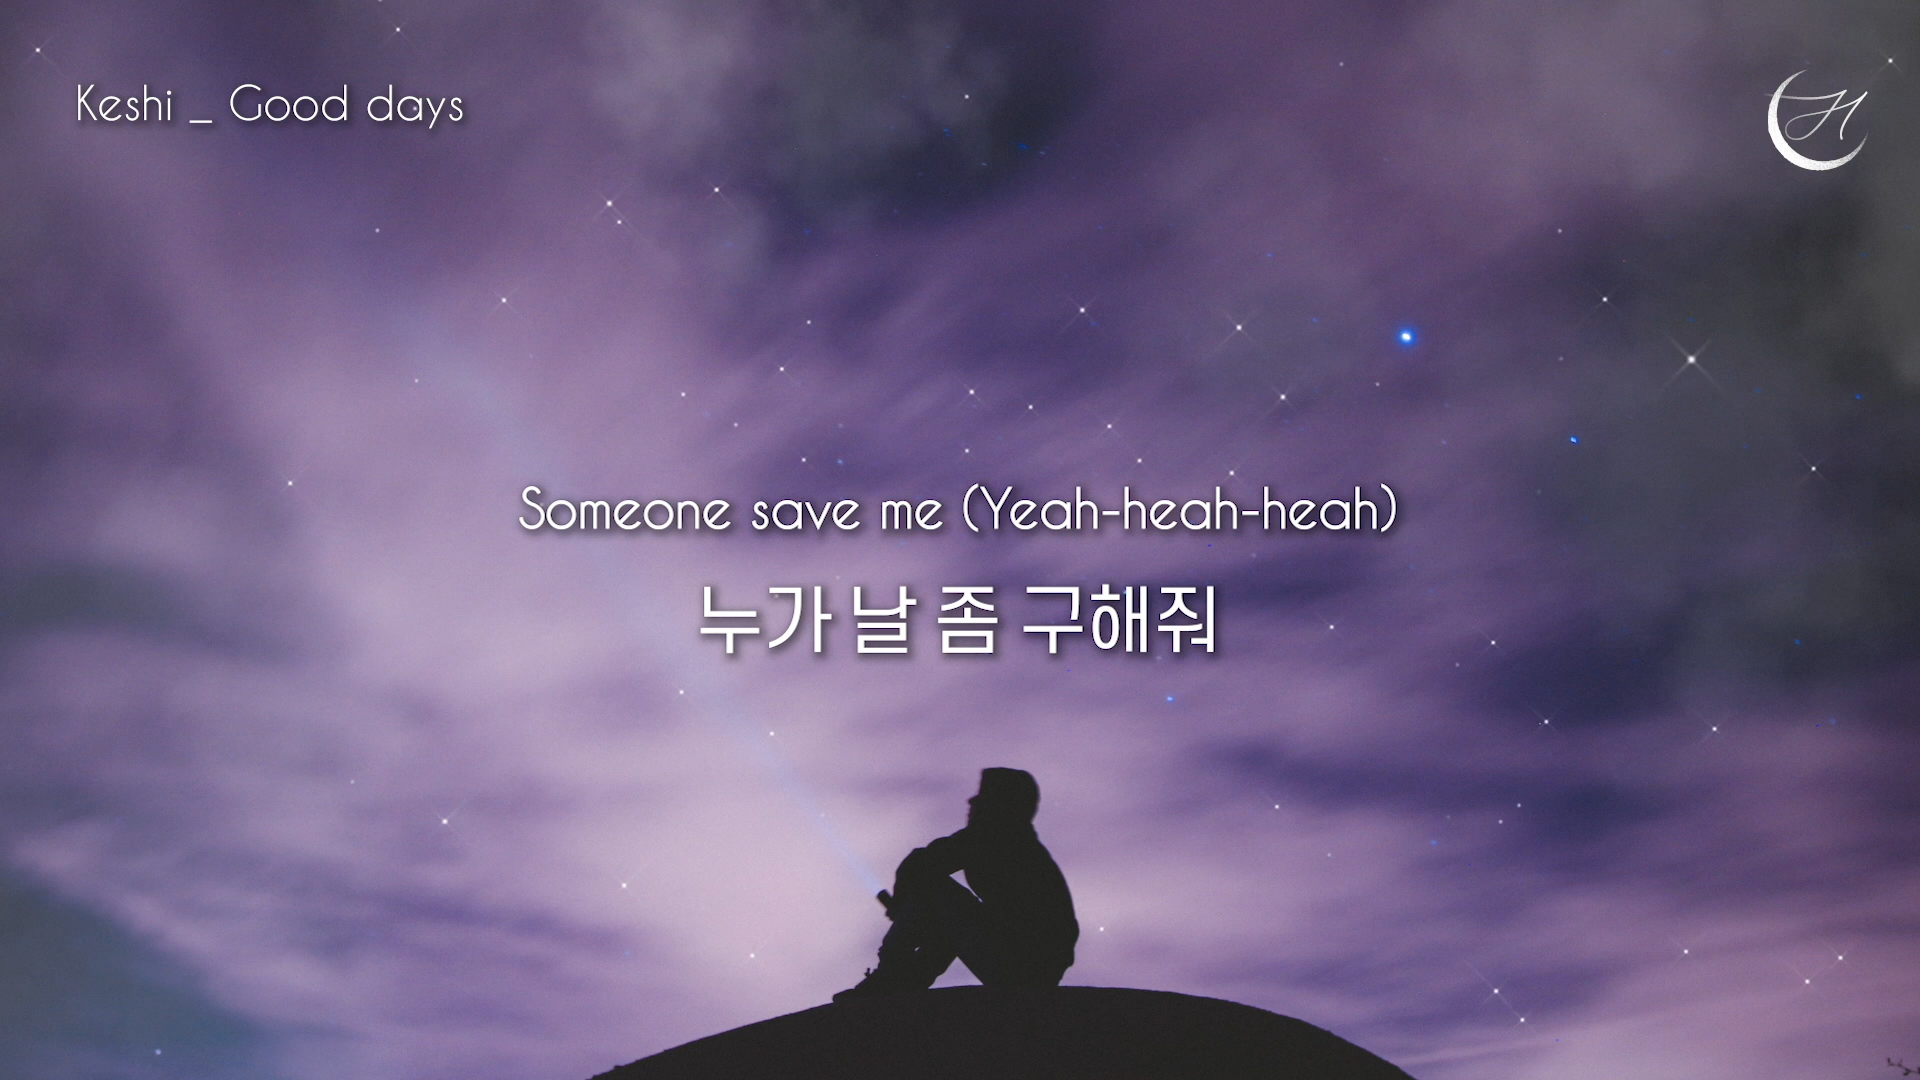 Keshi _ Good days
H
Someone save me (Yeah-heah-heah)
누가 날 좀 구해줘